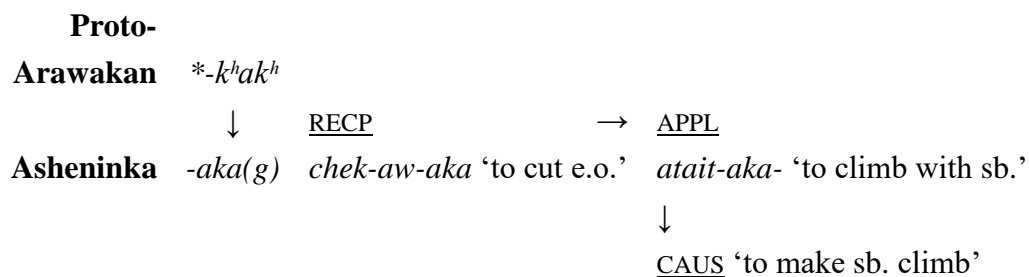 Proto-
Arawakan *-kʰakʰ
↓ RECP → APPL
Asheninka -aka(g) chek-aw-aka ‘to cut e.o.’ atait-aka- ‘to climb with sb.’
↓
CAUS ‘to make sb. climb’